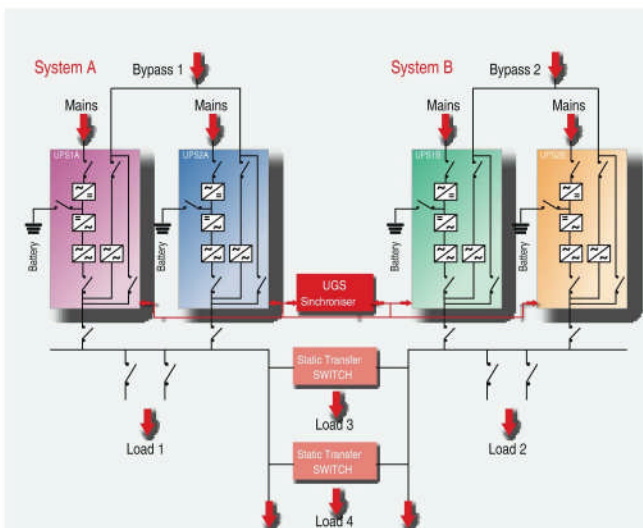 System A
Bypass 1
System B
Bypass 2
Mains
Mains
Mains
Mains
UPS1A
UPS2A
UPS1B
UPS2B
Battery
Battery
Battery
Battery
UGS
Sinchroniser
Static Transfer
SWITCH
Load 3
Load 1
Load 2
Static Transfer
SWITCH
Load 4